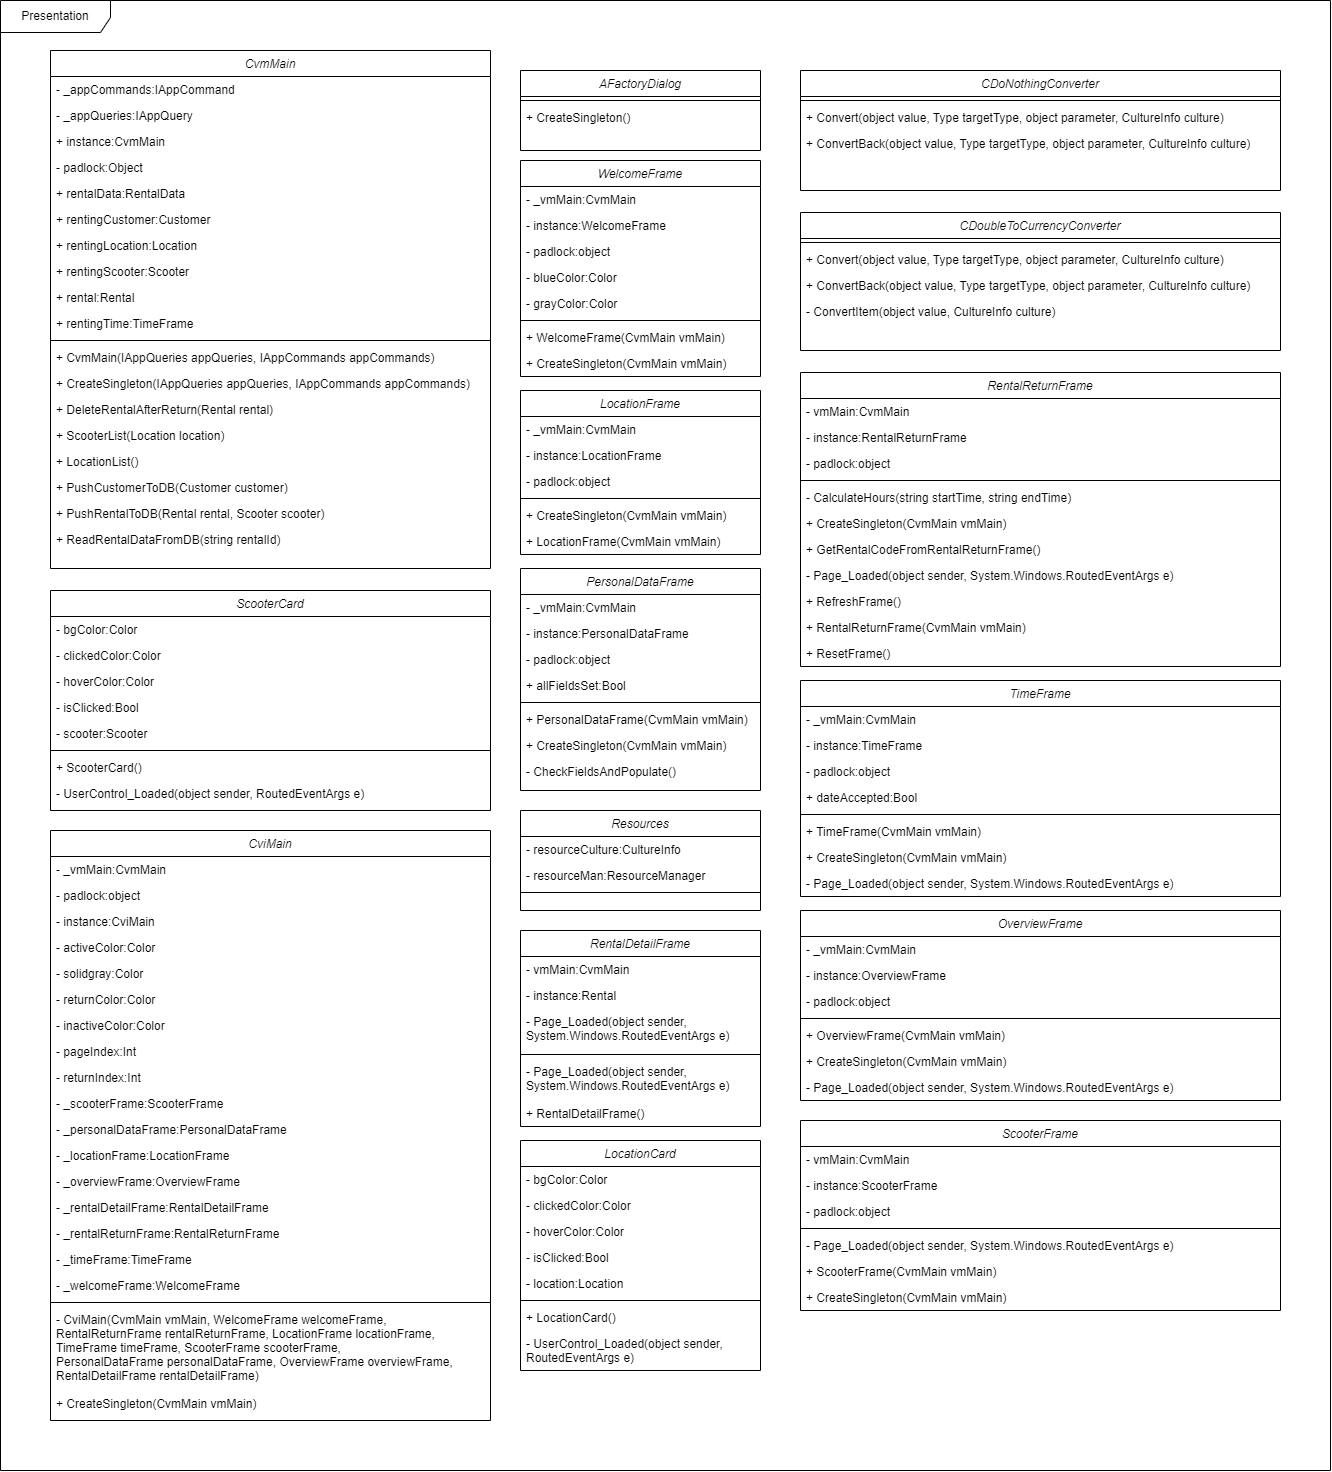 Presentation
CvmMain
- _appCommands:IAppCommand
- _appQueries:IAppQuery
+ instance:CvmMain
- padlock:Object
+ rentalData:RentalData
+ rentingCustomer:Customer
+ rentingLocation:Location
+ rentingScooter:Scooter
+ rental:Rental
+ rentingTime:TimeFrame
+ CvmMain(IAppQueries appQueries, IAppCommands appCommands)
+ CreateSingleton(IAppQueries appQueries, IAppCommands appCommands)
+ DeleteRentalAfterReturn(Rental rental)
+ ScooterList(Location location)
+ LocationList()
+ PushCustomerToDB(Customer customer)
+ PushRentalToDB(Rental rental, Scooter scooter)
+ ReadRentalDataFromDB(string rentalId)
ScooterCard
- bgColor:Color
- clickedColor:Color
- hoverColor:Color
- isClicked:Bool
- scooter:Scooter
+ ScooterCard()
- UserControl_Loaded(object sender, RoutedEventArgs e)
CviMain
- _vmMain:CvmMain
- padlock:object
- instance:CviMain
- activeColor:Color
- solidgray:Color
- returnColor:Color
- inactiveColor:Color
- pageIndex:Int
- returnIndex:Int
- _scooterFrame:ScooterFrame
- _personalDataFrame:PersonalDataFrame
- _locationFrame:LocationFrame
- _overviewFrame:OverviewFrame
- _rentalDetailFrame:RentalDetailFrame
- _rentalReturnFrame:RentalReturnFrame
- _timeFrame:TimeFrame
- _welcomeFrame:WelcomeFrame
- CviMain(CvmMain vmMain, WelcomeFrame welcomeFrame,
RentalReturnFrame rentalReturnFrame, LocationFrame locationFrame,
TimeFrame timeFrame, ScooterFrame scooterFrame,
PersonalDataFrame personalDataFrame, OverviewFrame overviewFrame,
RentalDetailFrame rentalDetailFrame)
+ CreateSingleton(CvmMain vmMain)
AFactoryDialog
+ CreateSingleton()
WelcomeFrame
- _vmMain:CvmMain
- instance:WelcomeFrame
- padlock:object
- blueColor:Color
- grayColor:Color
+ WelcomeFrame(CvmMain vmMain)
+ CreateSingleton(CvmMain vmMain)
LocationFrame
- _vmMain:CvmMain
- instance:LocationFrame
- padlock:object
+ CreateSingleton(CvmMain vmMain)
+ LocationFrame(CvmMain vmMain)
PersonalDataFrame
- _vmMain:CvmMain
- instance:PersonalDataFrame
- padlock:object
+ allFieldsSet:Bool
+ PersonalDataFrame(CvmMain vmMain)
+ CreateSingleton(CvmMain vmMain)
- CheckFieldsAndPopulate()
Resources
- resourceCulture:CultureInfo
- resourceMan:ResourceManager
RentalDetailFrame
- vmMain:CvmMain
- instance:Rental
- Page_Loaded(object sender,
System.Windows.RoutedEventArgs e)
- Page_Loaded(object sender,
System.Windows.RoutedEventArgs e)
+ RentalDetailFrame()
LocationCard
- bgColor:Color
- clickedColor:Color
- hoverColor:Color
- isClicked:Bool
- location:Location
+ LocationCard()
- UserControl_Loaded(object sender,
RoutedEventArgs e)
CDoNothingConverter
+ Convert(object value, Type targetType, object parameter, CultureInfo culture)
+ ConvertBack(object value, Type targetType, object parameter, CultureInfo culture)
CDoubleToCurrencyConverter
+ Convert(object value, Type targetType, object parameter, CultureInfo culture)
+ ConvertBack(object value, Type targetType, object parameter, CultureInfo culture)
- ConvertItem(object value, CultureInfo culture)
RentalReturnFrame
- vmMain:CvmMain
- instance:RentalReturnFrame
- padlock:object
- CalculateHours(string startTime, string endTime)
+ CreateSingleton(CvmMain vmMain)
+ GetRentalCodeFromRentalReturnFrame()
- Page_Loaded(object sender, System.Windows.RoutedEventArgs e)
+ RefreshFrame()
+ RentalReturnFrame(CvmMain vmMain)
+ ResetFrame()
TimeFrame
- _vmMain:CvmMain
- instance:TimeFrame
- padlock:object
+ dateAccepted:Bool
+ TimeFrame(CvmMain vmMain)
+ CreateSingleton(CvmMain vmMain)
- Page_Loaded(object sender, System.Windows.RoutedEventArgs e)
OverviewFrame
- _vmMain:CvmMain
- instance:OverviewFrame
- padlock:object
+ OverviewFrame(CvmMain vmMain)
+ CreateSingleton(CvmMain vmMain)
- Page_Loaded(object sender, System.Windows.RoutedEventArgs e)
ScooterFrame
- vmMain:CvmMain
- instance:ScooterFrame
- padlock:object
- Page_Loaded(object sender, System.Windows.RoutedEventArgs e)
+ ScooterFrame(CvmMain vmMain)
+ CreateSingleton(CvmMain vmMain)